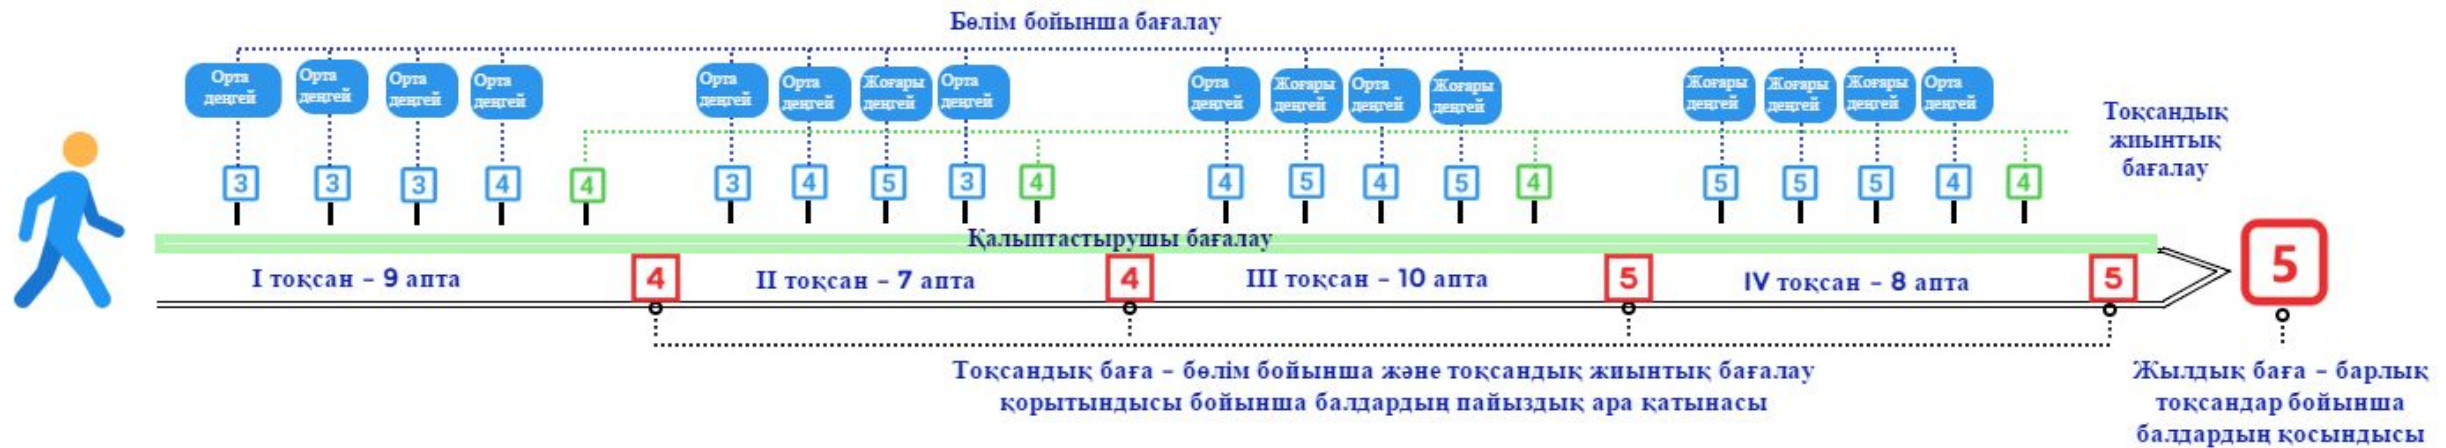 Бөлім бойынша бағалау
Орта деңгей
Орта деңгей
Орта деңгей
Орта деңгей
Орта деңгей
Орта деңгей
Жоғары деңгей
Орта деңгей
Орта деңгей
Жоғары деңгей
Орта деңгей
Жоғары деңгей
Жоғары деңгей
Жоғары деңгей
Жоғары деңгей
Орта деңгей
Тоқсандық
жиынтық
бағалау
3 3 3 4 4 3 4 5 3 4 4 5 4 5 4 5 5 5 4 4
Қалыптастырушы бағалау
I тоқсан – 9 апта 4 II тоқсан – 7 апта 4 III тоқсан – 10 апта 5 IV тоқсан – 8 апта 5 5
Тоқсандық баға – бөлім бойынша және тоқсандық жиынтық бағалау
қорытындысы бойынша балдардың пайыздық ара қатынасы
Жылдық баға – барлық
тоқсандар бойынша
балдардың қосындысы